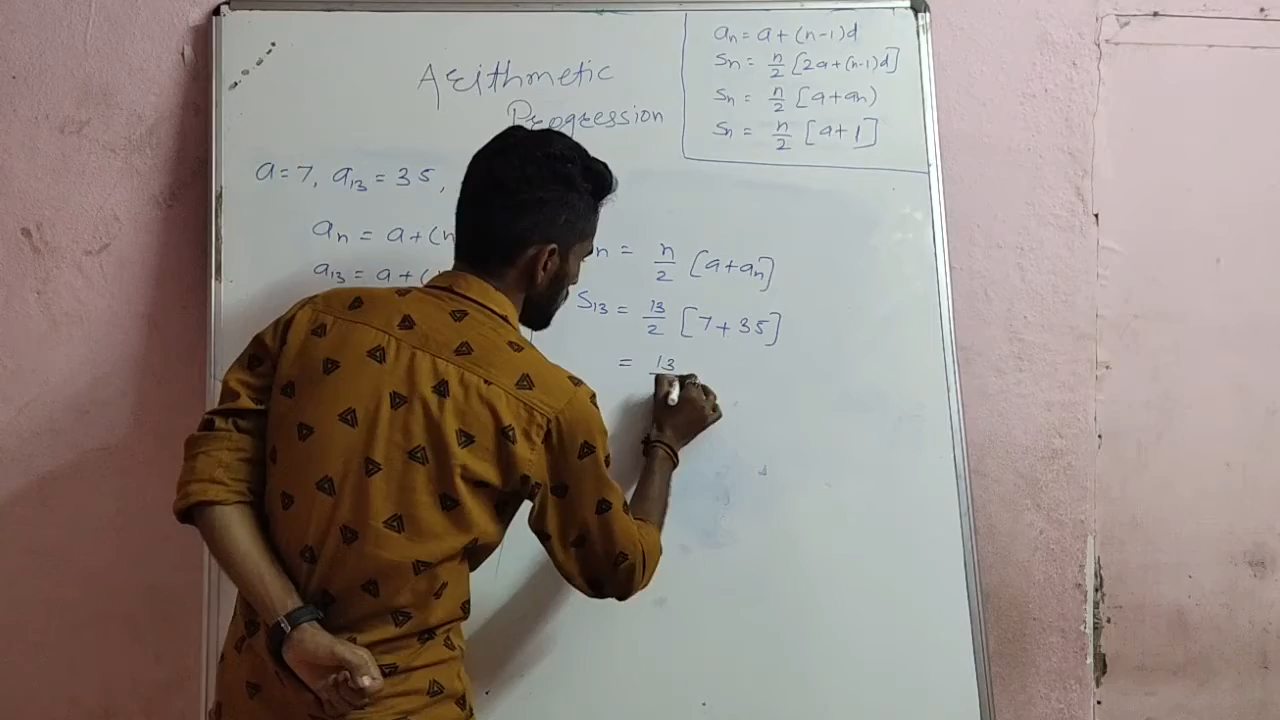 Arithmetic
Progression
an = a + (n-1)d
Sn = n/2 [2a+(n-1)d]
Sn = n/2 [a+an)
Sn = n/2 [a+l]
a = 7, a13 = 35,
an = a + (n
a13 = a + (
n = n/2 [a+an]
S13 = 13/2 [7+35]
= 13